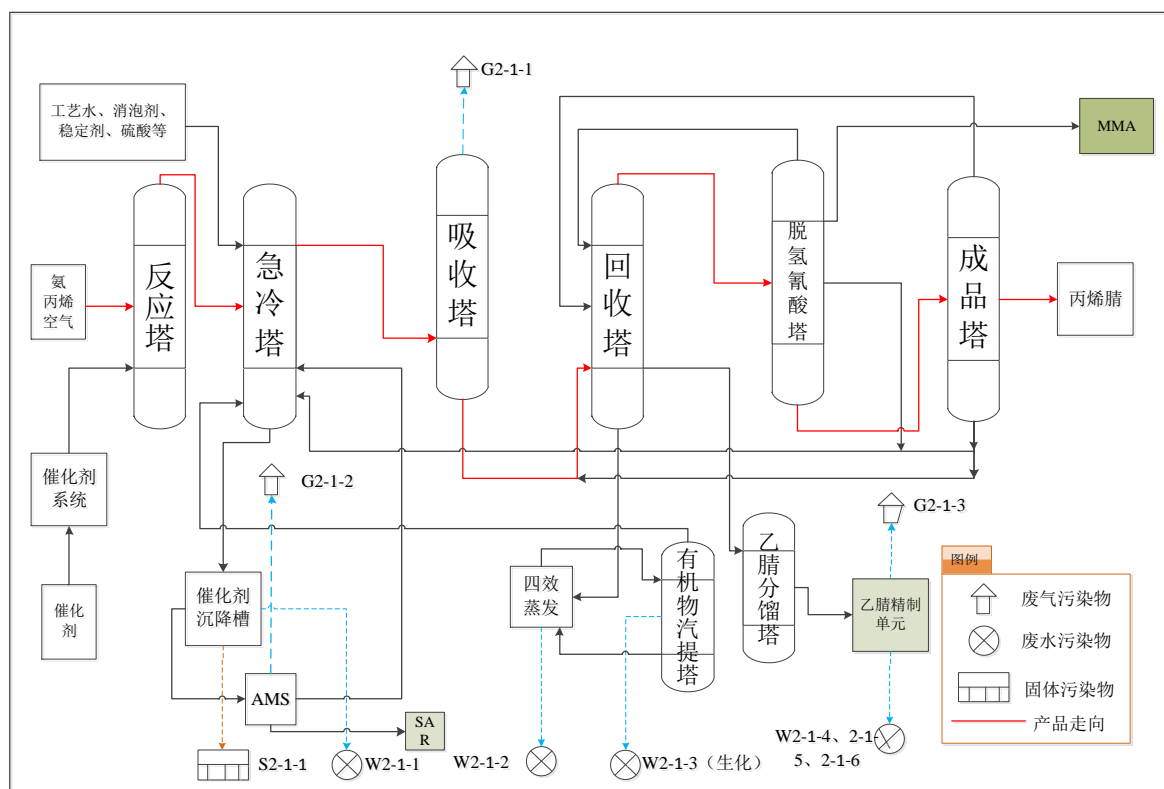 G2-1-1
工艺水、消泡剂、
稳定剂、硫酸等
MMA
反应塔
急冷塔
吸收塔
回收塔
脱氢氰酸塔
成品塔
氨
丙烯
空气
丙烯腈
催化剂
系统
G2-1-2
G2-1-3
催化
剂
催化剂
沉降槽
四效
蒸发
有机物汽提塔
乙腈分馏塔
乙腈精制
单元
AMS
SA
R
S2-1-1
W2-1-1
W2-1-2
W2-1-3（生化）
W2-1-4、2-1-
5、2-1-6
图例
废气污染物
废水污染物
固体污染物
产品走向